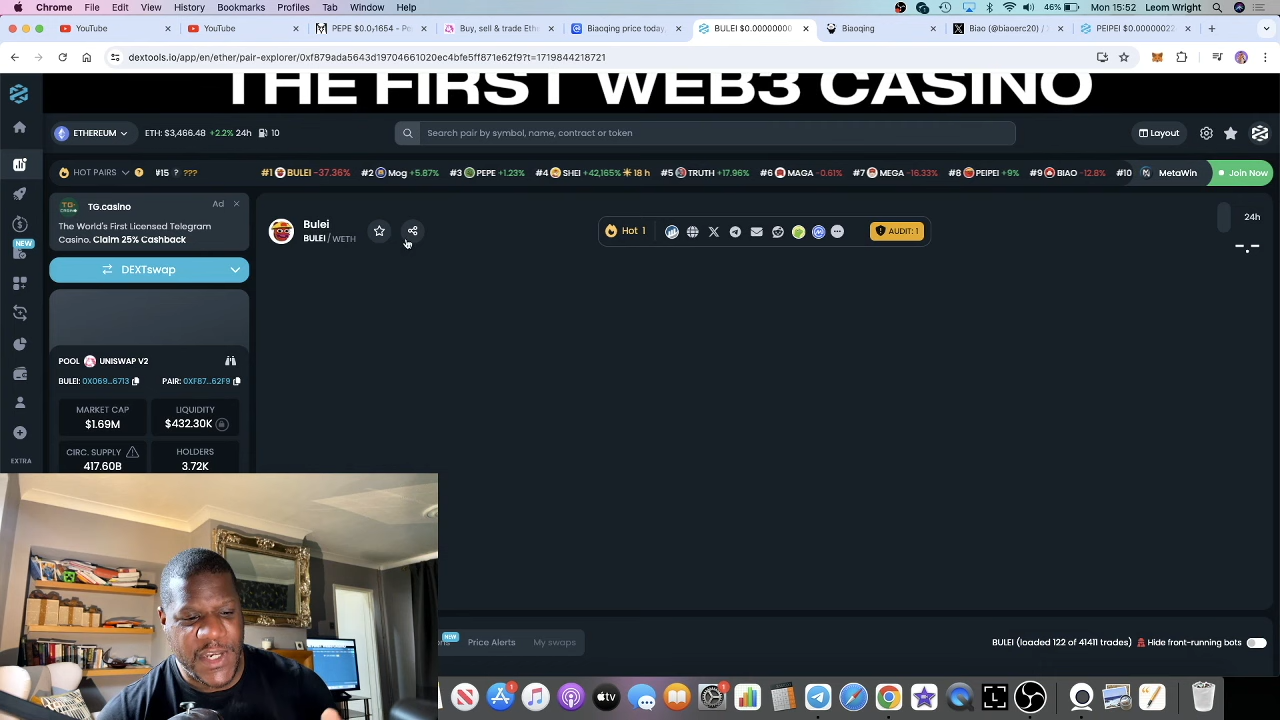 Chrome File Edit View History Bookmarks Profiles Tab Window Help 46% Mon 15:52 Leom Wright
YouTube YouTube PEPE $0.0₅1654 - Po Buy, sell & trade Ethe Biaoqing price today, BULEI $0.00000000 Biaoqing Biao (@biaoerc20) / PEIPEI $0.00000022
dextools.io/app/en/ether/pair-explorer/0xf879ada5643d19704661020ec4bfe5ff871e62f9?t=1719844218721
THE FIRST WEB3 CASINO
ETHEREUM ETH: $3,466.48 +2.2% 24h 10 Search pair by symbol, name, contract or token Layout
HOT PAIRS #15 ? ??? #1 BULEI -37.36% #2 Mog +5.87% #3 PEPE +1.23% #4 SHEI +42,165% 18 h #5 TRUTH +17.96% #6 MAGA -0.61% #7 MEGA -16.33% #8 PEIPEI +9% #9 BIAO -12.8% #10 MetaWin Join Now
TG.casino Ad
The World's First Licensed Telegram
Casino. Claim 25% Cashback
DEXTswap
Bulei
BULEI / WETH
Hot 1 AUDIT: 1
24h
-.-
NEW
POOL UNISWAP V2
BULEI: 0X069...6713 PAIR: 0XF87...62F9
MARKET CAP LIQUIDITY
$1.69M $432.30K
CIRC. SUPPLY HOLDERS
417.60B 3.72K
EXTRA
NEW Price Alerts My swaps BULEI (loaded 122 of 41411 trades) Hide front-running bots